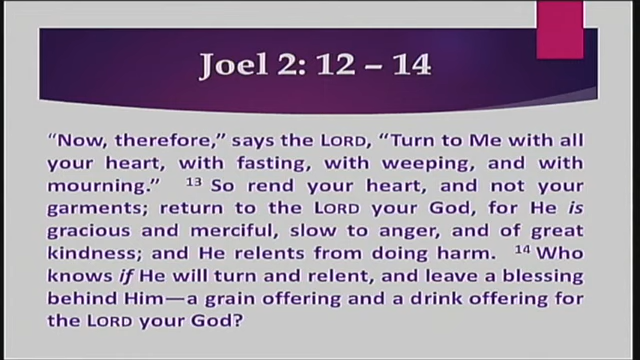 Joel 2: 12 – 14
“Now, therefore,” says the LORD, “Turn to Me with all
your heart, with fasting, with weeping, and with
mourning.” 13 So rend your heart, and not your
garments; return to the LORD your God, for He is
gracious and merciful, slow to anger, and of great
kindness; and He relents from doing harm. 14 Who
knows if He will turn and relent, and leave a blessing
behind Him—a grain offering and a drink offering for
the LORD your God?